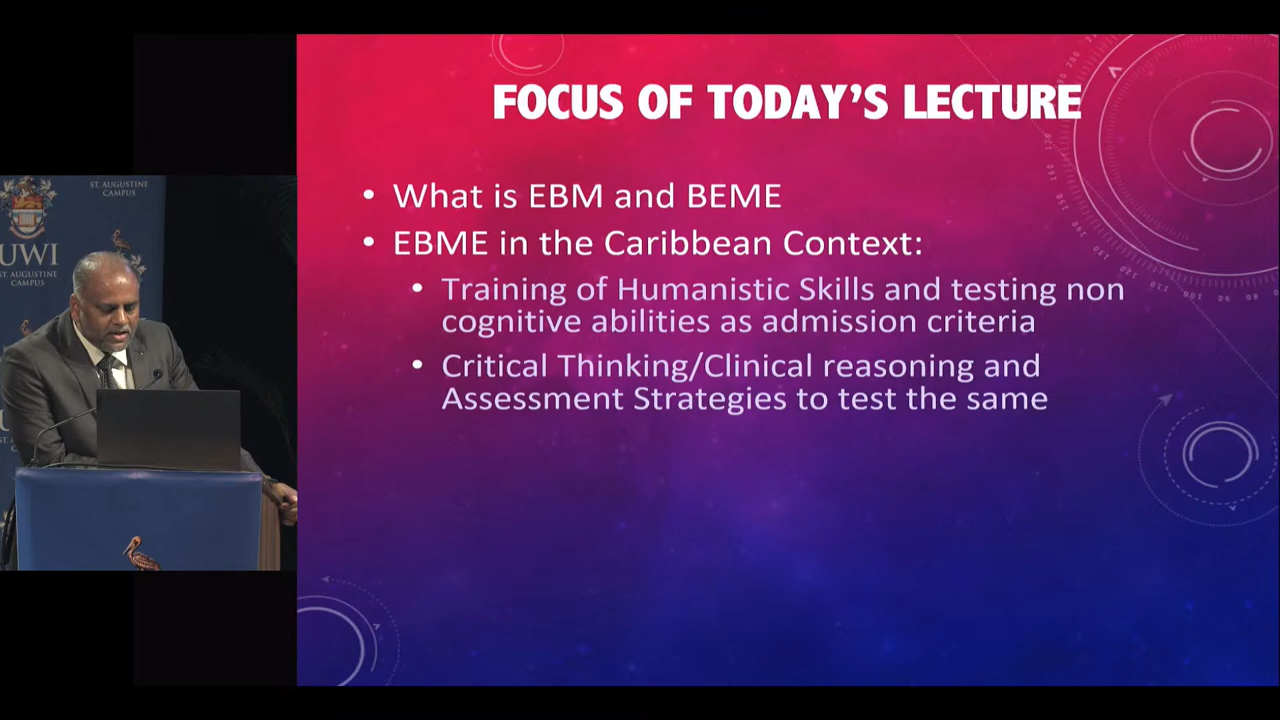 FOCUS OF TODAY'S LECTURE
• What is EBM and BEME
• EBME in the Caribbean Context:
• Training of Humanistic Skills and testing non
cognitive abilities as admission criteria
• Critical Thinking/Clinical reasoning and
Assessment Strategies to test the same
ST. AUGUSTINE
CAMPUS
UWI
ST. AUGUSTINE
CAMPUS